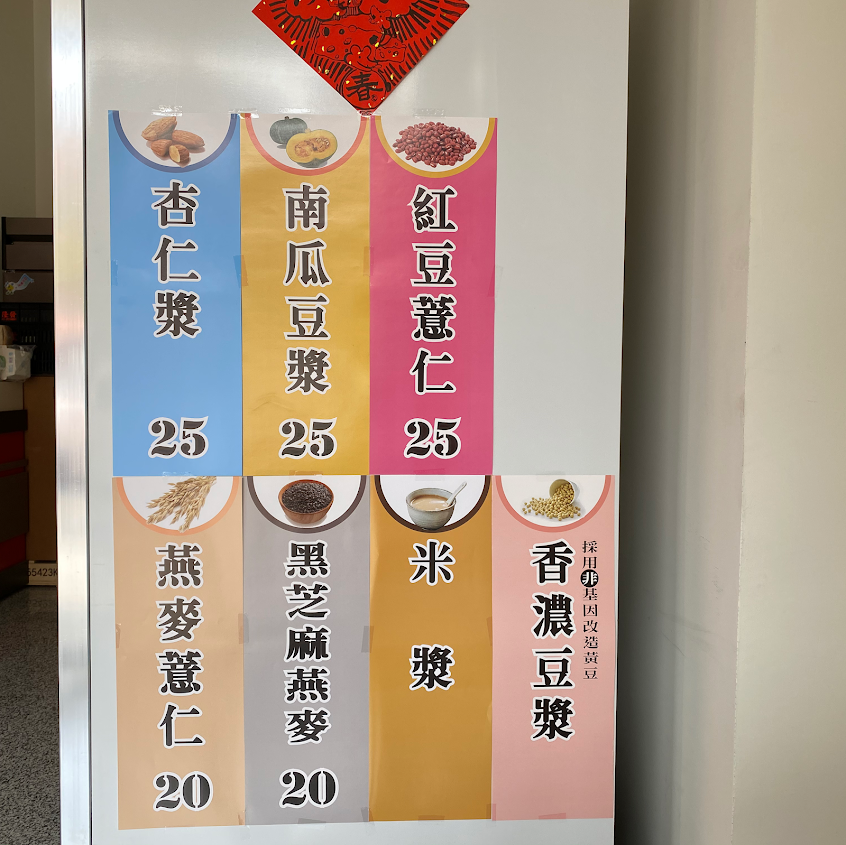 春
杏仁漿
25
南瓜豆漿
25
紅豆薏仁
25
燕麥薏仁
20
黑芝麻燕麥
20
米漿
香濃豆漿
採用非基因改造黃豆
55423K